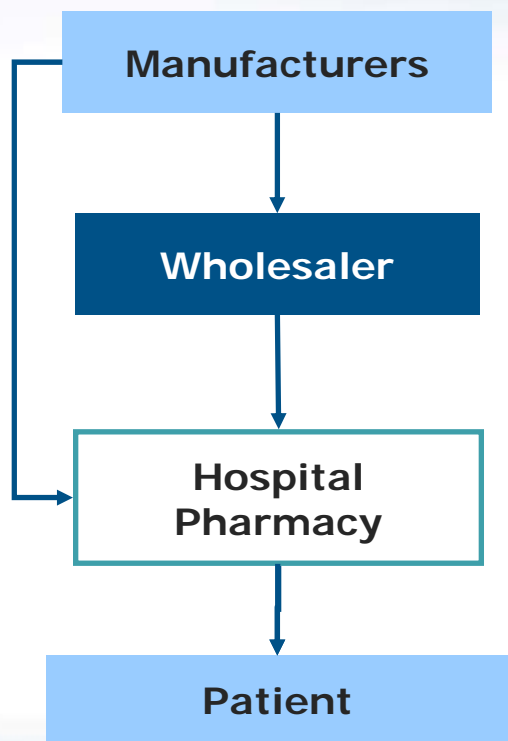 Manufacturers
Wholesaler
Hospital
Pharmacy
Patient